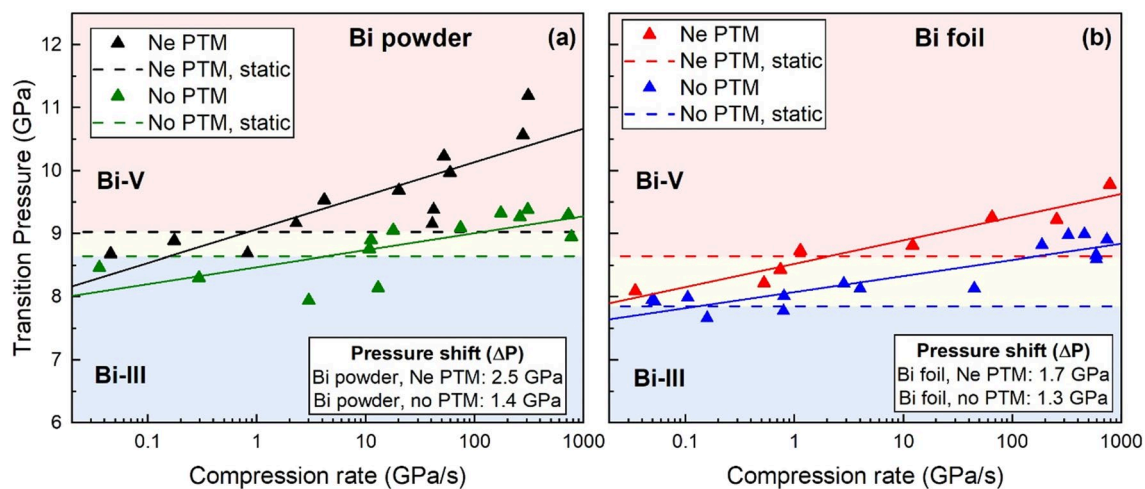 Transition Pressure (GPa)
12
11
10
9
8
7
6
Ne PTM
Ne PTM, static
No PTM
No PTM, static
Bi powder
(a)
Bi-V
Bi-III
Pressure shift (ΔP)
Bi powder, Ne PTM: 2.5 GPa
Bi powder, no PTM: 1.4 GPa
0.1 1 10 100 1000
Compression rate (GPa/s)
Ne PTM
Ne PTM, static
No PTM
No PTM, static
Bi foil
(b)
Bi-V
Bi-III
Pressure shift (ΔP)
Bi foil, Ne PTM: 1.7 GPa
Bi foil, no PTM: 1.3 GPa
0.1 1 10 100 1000
Compression rate (GPa/s)